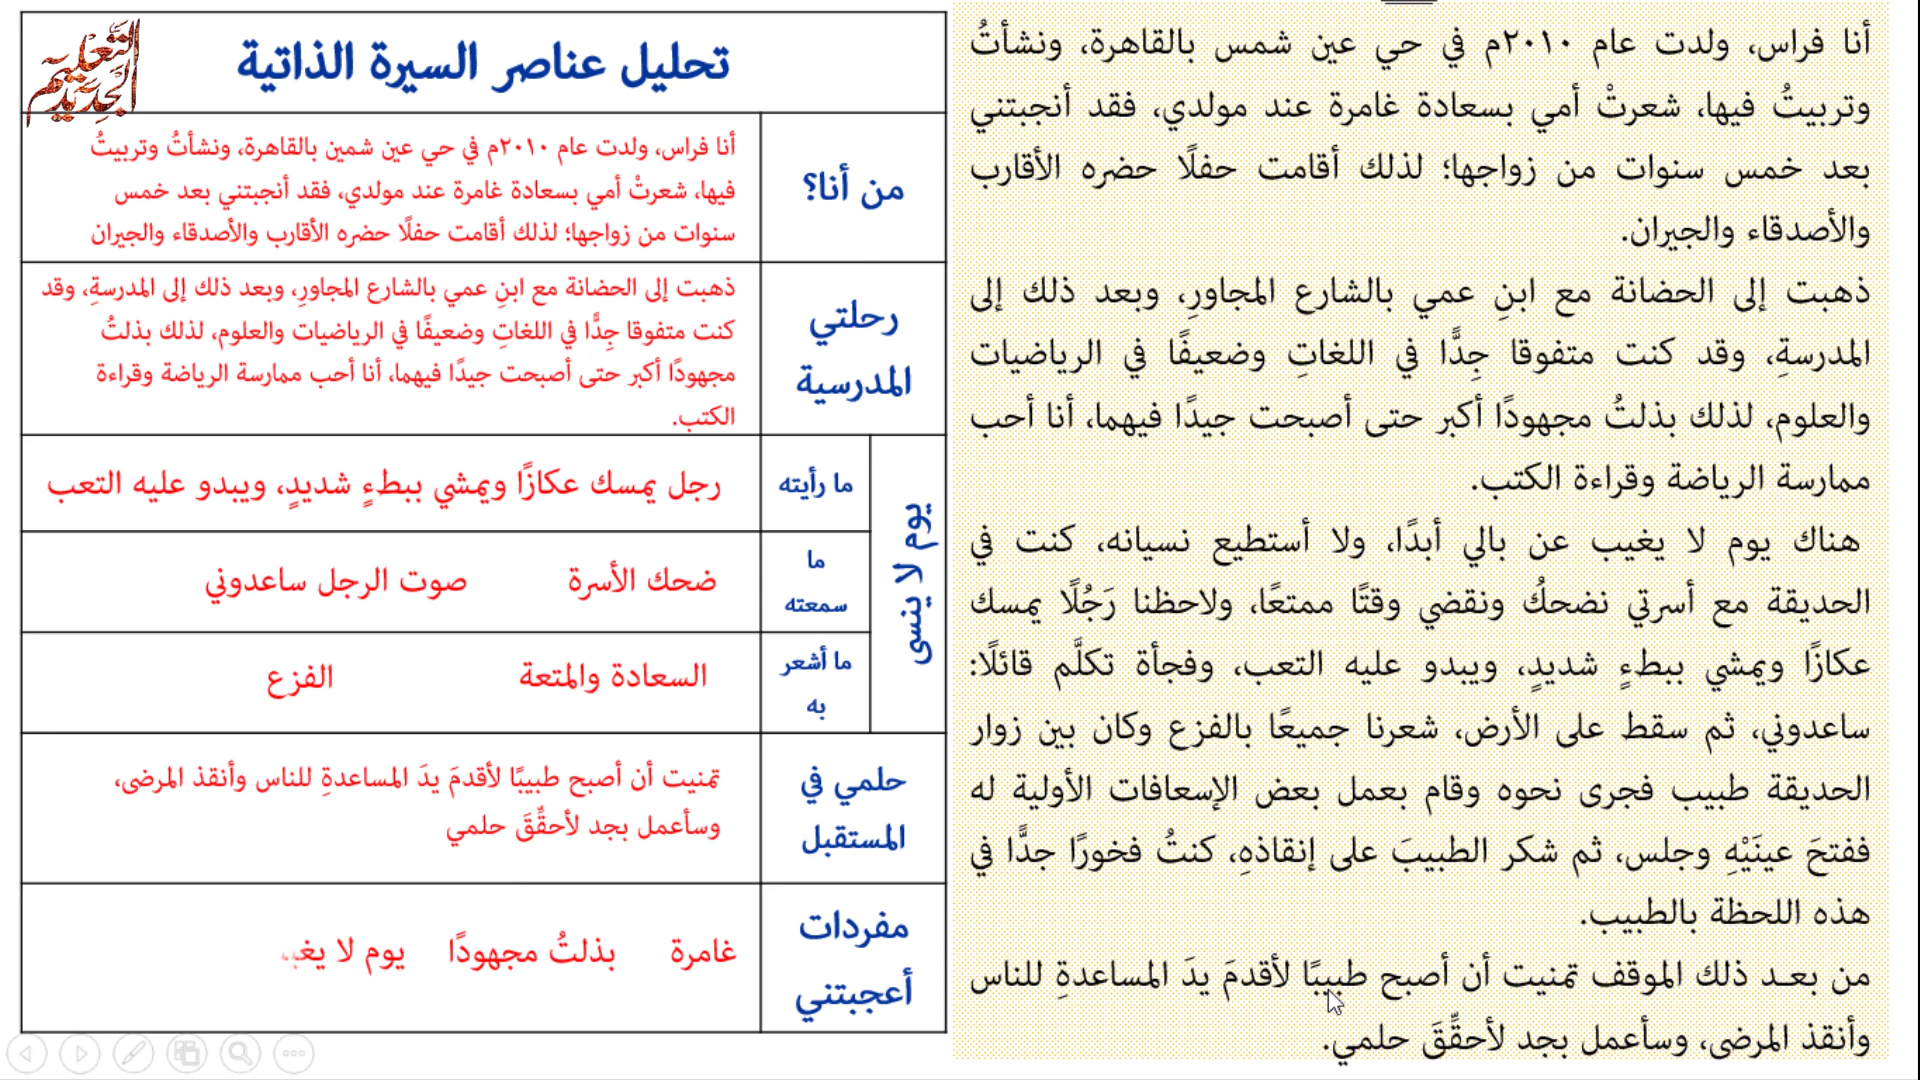 أنا فراس، ولدت عام ٢٠١٠م في حي عين شمس بالقاهرة، ونشأتُ
وتربيتُ فيها، شعرتْ أمي بسعادة غامرة عند مولدي، فقد أنجبتني
بعد خمس سنوات من زواجها؛ لذلك أقامت حفلًا حضره الأقارب
والأصدقاء والجيران.
ذهبت إلى الحضانة مع ابنِ عمي بالشارع المجاورِ، وبعد ذلك إلى
المدرسةِ، وقد كنت متفوقا جِدًّا في اللغاتِ وضعيفًا في الرياضيات
والعلوم، لذلك بذلتُ مجهودًا أكبر حتى أصبحت جيدًا فيهما، أنا أحب
ممارسة الرياضة وقراءة الكتب.
هناك يوم لا يغيب عن بالي أبدًا، ولا أستطيع نسيانه، كنت في
الحديقة مع أسرتي نضحكُ ونقضي وقتًا ممتعًا، ولاحظنا رَجُلًا يمسك
عكازًا ويمشي ببطءٍ شديدٍ، ويبدو عليه التعب، وفجأة تكلَّم قائلًا:
ساعدوني، ثم سقط على الأرض، شعرنا جميعًا بالفزع وكان بين زوار
الحديقة طبيب فجرى نحوه وقام بعمل بعض الإسعافات الأولية له
ففتحَ عينَيْهِ وجلس، ثم شكر الطبيبَ على إنقاذهِ، كنتُ فخورًا جدًّا في
هذه اللحظة بالطبيب.
من بعـد ذلك الموقف تمنيت أن أصبح طبيبًا لأقدمَ يدَ المساعدةِ للناس
وأنقذ المرضى، وسأعمل بجد لأحقِّقَ حلمي.
التعليم
الجديد
تحليل عناصر السيرة الذاتية
من أنا؟
أنا فراس، ولدت عام ٢٠١٠م في حي عين شمين بالقاهرة، ونشأتُ وتربيتُ
فيها، شعرتْ أمي بسعادة غامرة عند مولدي، فقد أنجبتني بعد خمس
سنوات من زواجها؛ لذلك أقامت حفلًا حضره الأقارب والأصدقاء والجيران
رحلتي
المدرسية
ذهبت إلى الحضانة مع ابنِ عمي بالشارع المجاورِ، وبعد ذلك إلى المدرسةِ، وقد
كنت متفوقا جِدًّا في اللغاتِ وضعيفًا في الرياضيات والعلوم، لذلك بذلتُ
مجهودًا أكبر حتى أصبحت جيدًا فيهما، أنا أحب ممارسة الرياضة وقراءة
الكتب.
يوم لا ينسى
ما رأيته
رجل يمسك عكازًا ويمشي ببطءٍ شديدٍ، ويبدو عليه التعب
ما
سمعته
ضحك الأسرة صوت الرجل ساعدوني
ما أشعر
به
السعادة والمتعة الفزع
حلمي في
المستقبل
تمنيت أن أصبح طبيبًا لأقدمَ يدَ المساعدةِ للناس وأنقذ المرضى،
وسأعمل بجد لأحقِّقَ حلمي
مفردات
أعجبتني
غامرة بذلتُ مجهودًا يوم لا